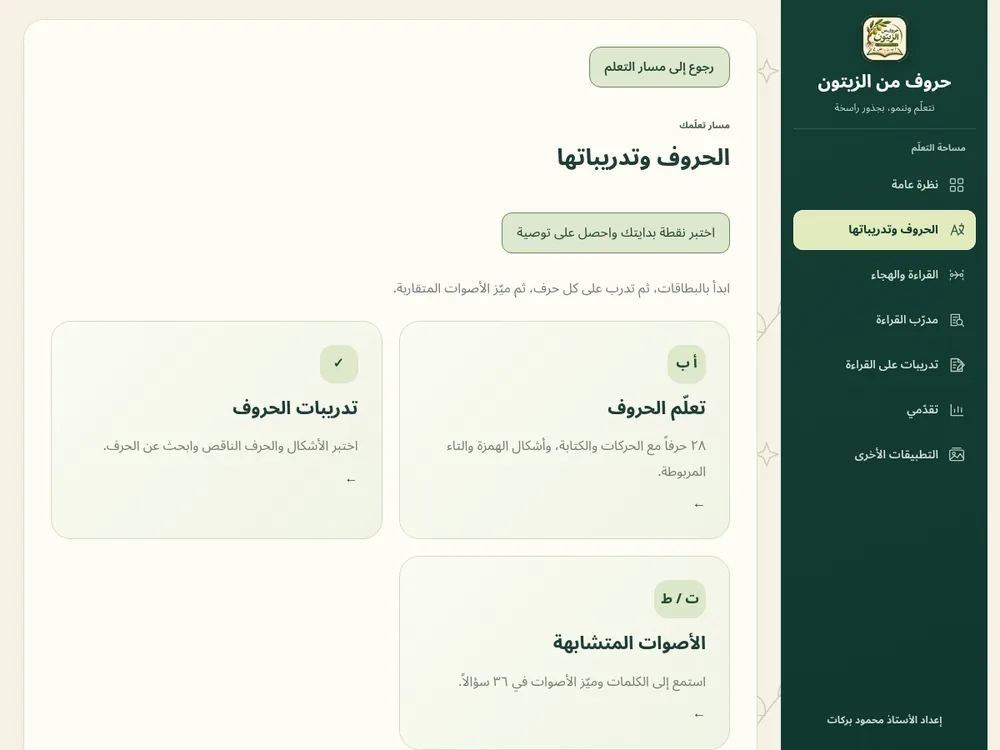 حروف من الزيتون
نتعلّم وننمو، بجذور راسخة
مساحة التعلّم
نظرة عامة
الحروف وتدريباتها
القراءة والهجاء
مدرّب القراءة
تدريبات على القراءة
تقدّمي
التطبيقات الأخرى
إعداد الأستاذ محمود بركات
رجوع إلى مسار التعلم
مسار تعلّمك
الحروف وتدريباتها
اختبر نقطة بدايتك واحصل على توصية
ابدأ بالبطاقات، ثم تدرب على كل حرف، ثم ميّز الأصوات المتقاربة.
أ ب
تعلّم الحروف
٢٨ حرفاً مع الحركات والكتابة، وأشكال الهمزة والتاء
المربوطة.
←
✓
تدريبات الحروف
اختبر الأشكال والحرف الناقص وابحث عن الحرف.
←
ت / ط
الأصوات المتشابهة
استمع إلى الكلمات وميّز الأصوات في ٣٦ سؤالاً.
←